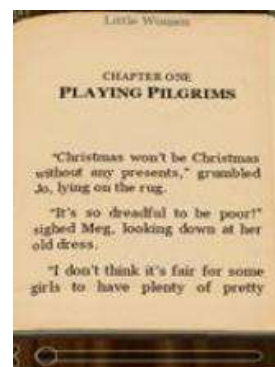 Little Women
CHAPTER ONE
PLAYING PILGRIMS
"Christmas won't be Christmas
without any presents," grumbled
Jo, lying on the rug.
"It's so dreadful to be poor!"
sighed Meg, looking down at her
old dress.
"I don't think it's fair for some
girls to have plenty of pretty